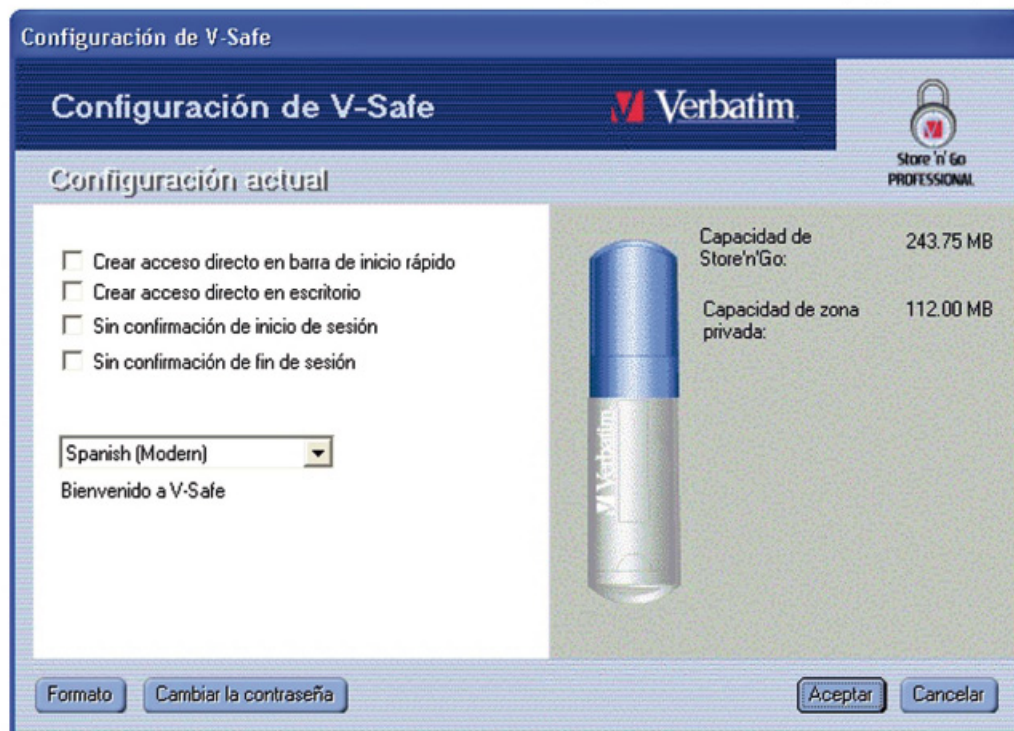 Configuración de V-Safe
Configuración de V-Safe
Verbatim
Store 'n' Go
PROFESSIONAL
Configuración actual
Crear acceso directo en barra de inicio rápido
Crear acceso directo en escritorio
Sin confirmación de inicio de sesión
Sin confirmación de fin de sesión
Spanish (Modern)
Bienvenido a V-Safe
Verbatim
Capacidad de
Store'n'Go:
243.75 MB
Capacidad de zona
privada:
112.00 MB
Formato
Cambiar la contraseña
Aceptar
Cancelar